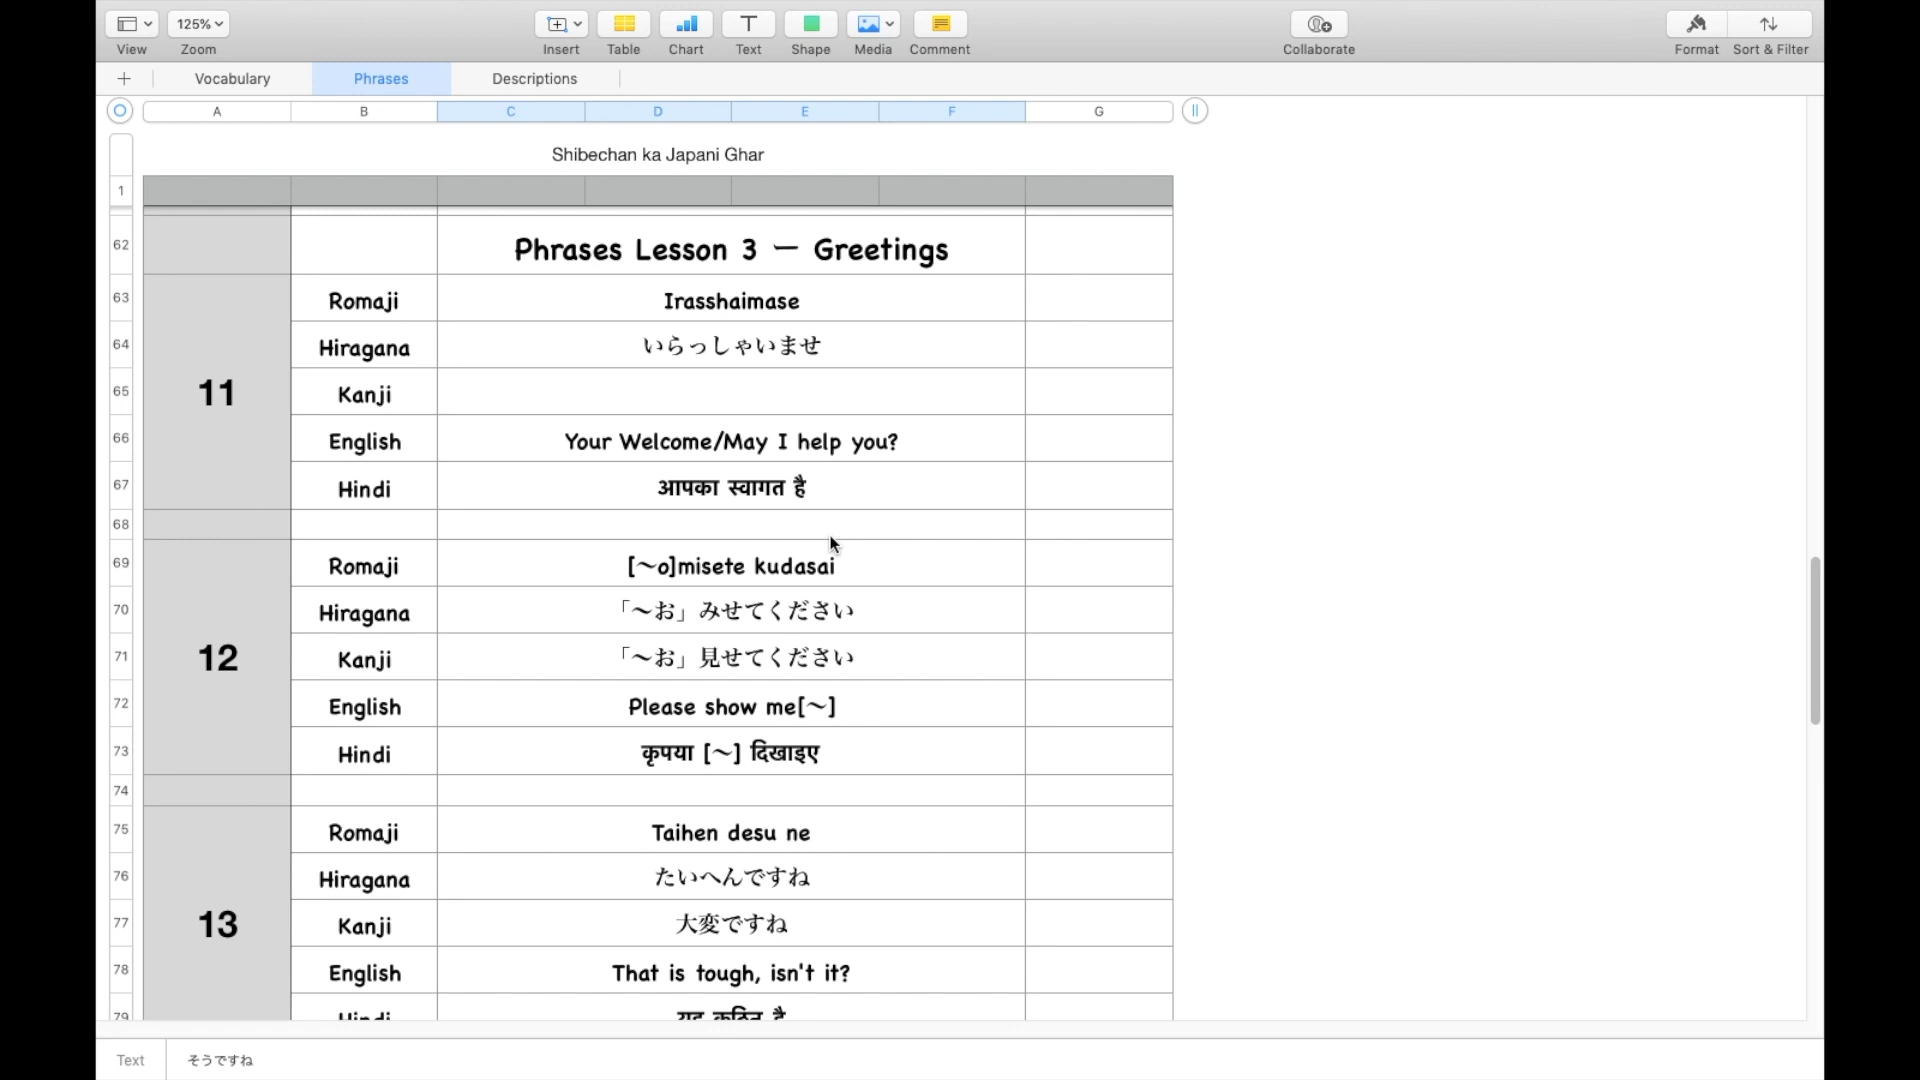 125%
View Zoom Insert Table Chart Text Shape Media Comment Collaborate Format Sort & Filter
Vocabulary Phrases Descriptions
A B C D E F G
Shibechan ka Japani Ghar
1
62 Phrases Lesson 3 ー Greetings
63 Romaji Irasshaimase
64 Hiragana いらっしゃいませ
11
65 Kanji
66 English Your Welcome/May I help you?
67 Hindi आपका स्वागत है
68
69 Romaji [~o]misete kudasai
70 Hiragana 「~お」みせてください
12
71 Kanji 「~お」見せてください
72 English Please show me[~]
73 Hindi कृपया [~] दिखाइए
74
75 Romaji Taihen desu ne
76 Hiragana たいへんですね
13
77 Kanji 大変ですね
78 English That is tough, isn't it?
79 Hindi यह कठिन है
Text そうですね